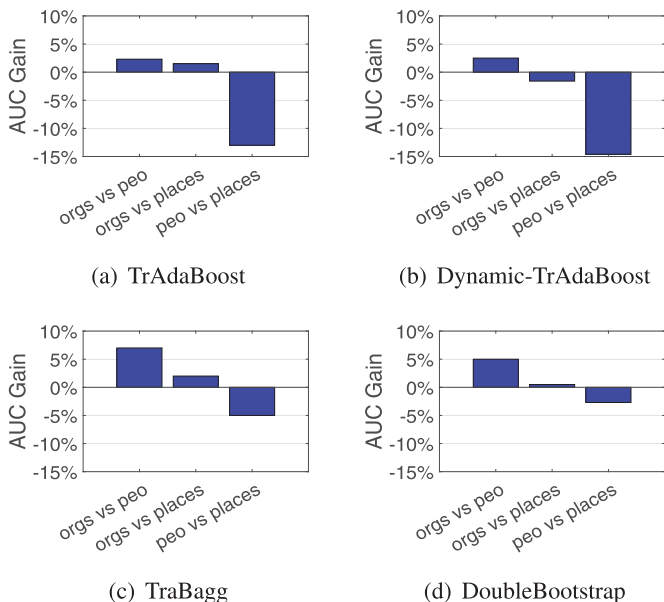 10%
5%
0%
-5%
-10%
-15%
AUC Gain
orgs vs peo
orgs vs places
peo vs places
(a) TrAdaBoost
10%
5%
0%
-5%
-10%
-15%
AUC Gain
orgs vs peo
orgs vs places
peo vs places
(b) Dynamic-TrAdaBoost
10%
5%
0%
-5%
-10%
-15%
AUC Gain
orgs vs peo
orgs vs places
peo vs places
(c) TraBagg
10%
5%
0%
-5%
-10%
-15%
AUC Gain
orgs vs peo
orgs vs places
peo vs places
(d) DoubleBootstrap